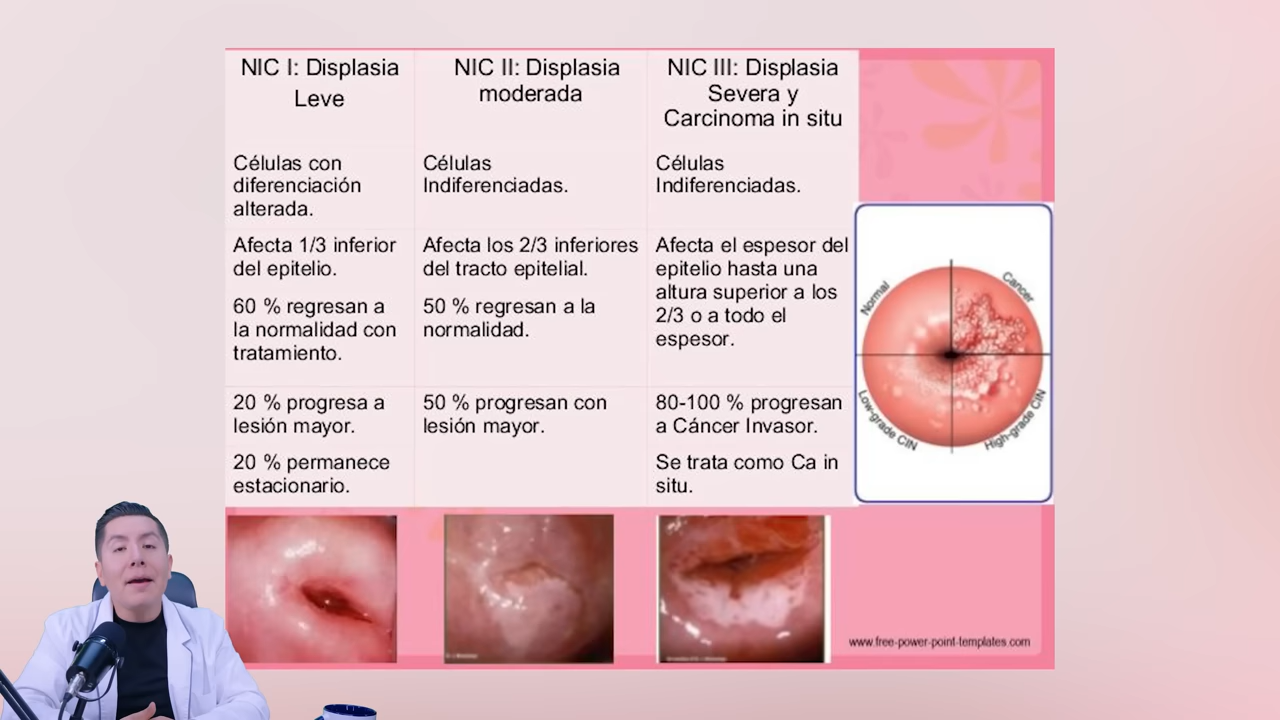 NIC I: Displasia
Leve
NIC II: Displasia
moderada
NIC III: Displasia
Severa y
Carcinoma in situ
Células con
diferenciación
alterada.
Células
Indiferenciadas.
Células
Indiferenciadas.
Afecta 1/3 inferior
del epitelio.
60 % regresan a
la normalidad con
tratamiento.
Afecta los 2/3 inferiores
del tracto epitelial.
50 % regresan a la
normalidad.
Afecta el espesor del
epitelio hasta una
altura superior a los
2/3 o a todo el
espesor.
20 % progresa a
lesión mayor.
20 % permanece
estacionario.
50 % progresan con
lesión mayor.
80-100 % progresan
a Cáncer Invasor.
Se trata como Ca in
situ.
Normal
Cancer
Low-grade CIN
High-grade CIN
www.free-power-point-templates.com